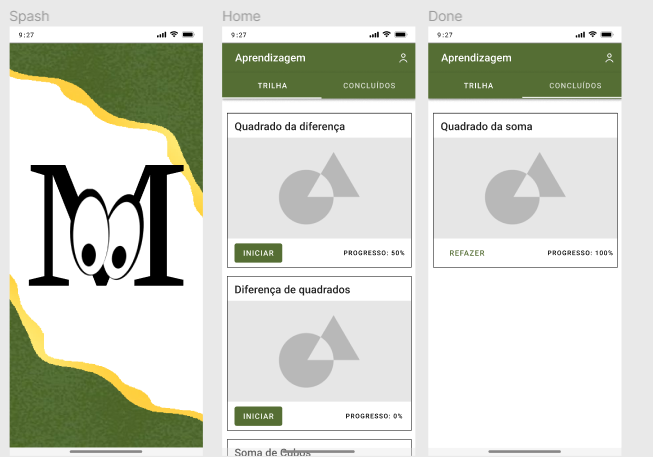 Spash
9:27
M
Home
9:27
Aprendizagem
TRILHA
CONCLUÍDOS
Quadrado da diferença
INICIAR
PROGRESSO: 50%
Diferença de quadrados
INICIAR
PROGRESSO: 0%
Soma de Cubos
Done
9:27
Aprendizagem
TRILHA
CONCLUÍDOS
Quadrado da soma
REFAZER
PROGRESSO: 100%